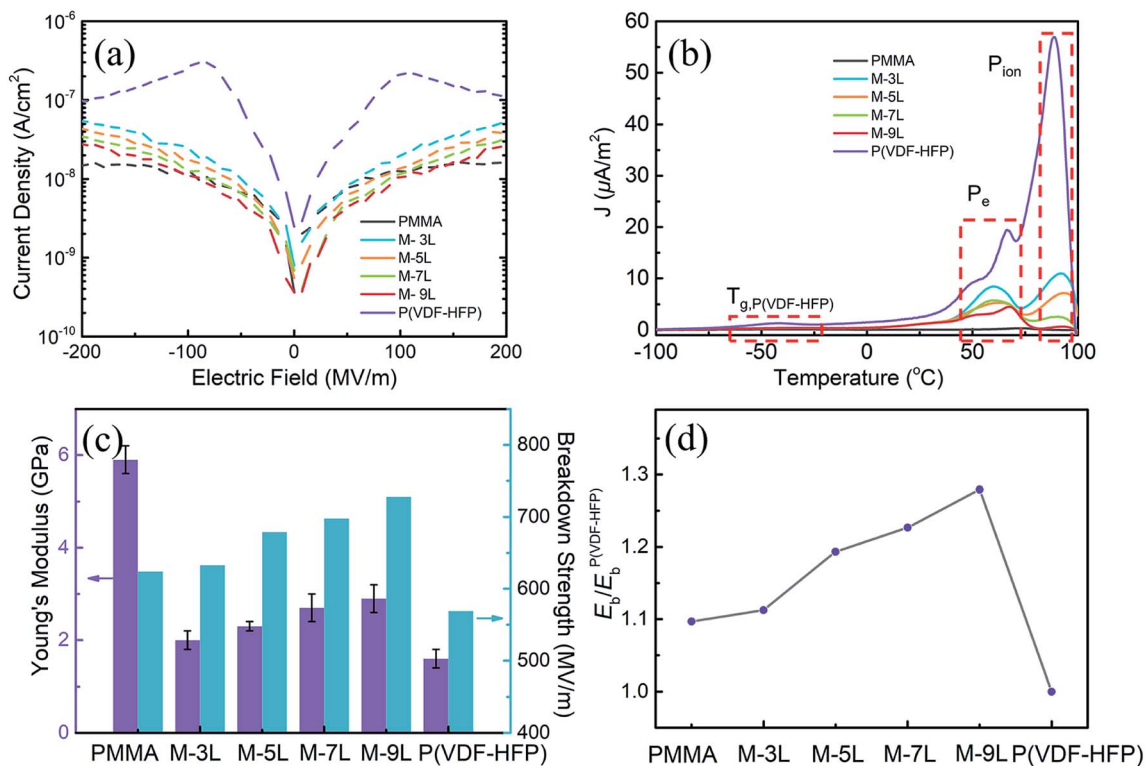 (a)
Current Density (A/cm²)
10⁻⁶
10⁻⁷
10⁻⁸
10⁻⁹
10⁻¹⁰
PMMA
M- 3L
M-5L
M-7L
M- 9L
P(VDF-HFP)
-200 -100 0 100 200
Electric Field (MV/m)
(b)
J (µA/m²)
60
50
40
30
20
10
0
PMMA
M-3L
M-5L
M-7L
M-9L
P(VDF-HFP)
P_ion
P_e
T_g,P(VDF-HFP)
-100 -50 0 50 100
Temperature (°C)
(c)
Young's Modulus (GPa)
6
4
2
0
Breakdown Strength (MV/m)
800
700
600
500
400
PMMA M-3L M-5L M-7L M-9L P(VDF-HFP)
(d)
E_b/E_b^P(VDF-HFP)
1.3
1.2
1.1
1.0
PMMA M-3L M-5L M-7L M-9L P(VDF-HFP)